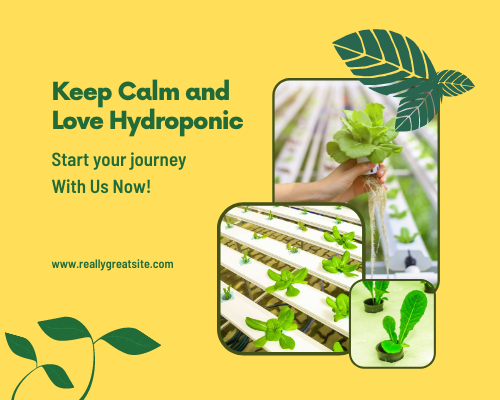 Keep Calm and
Love Hydroponic
Start your journey
With Us Now!
www.reallygreatsite.com